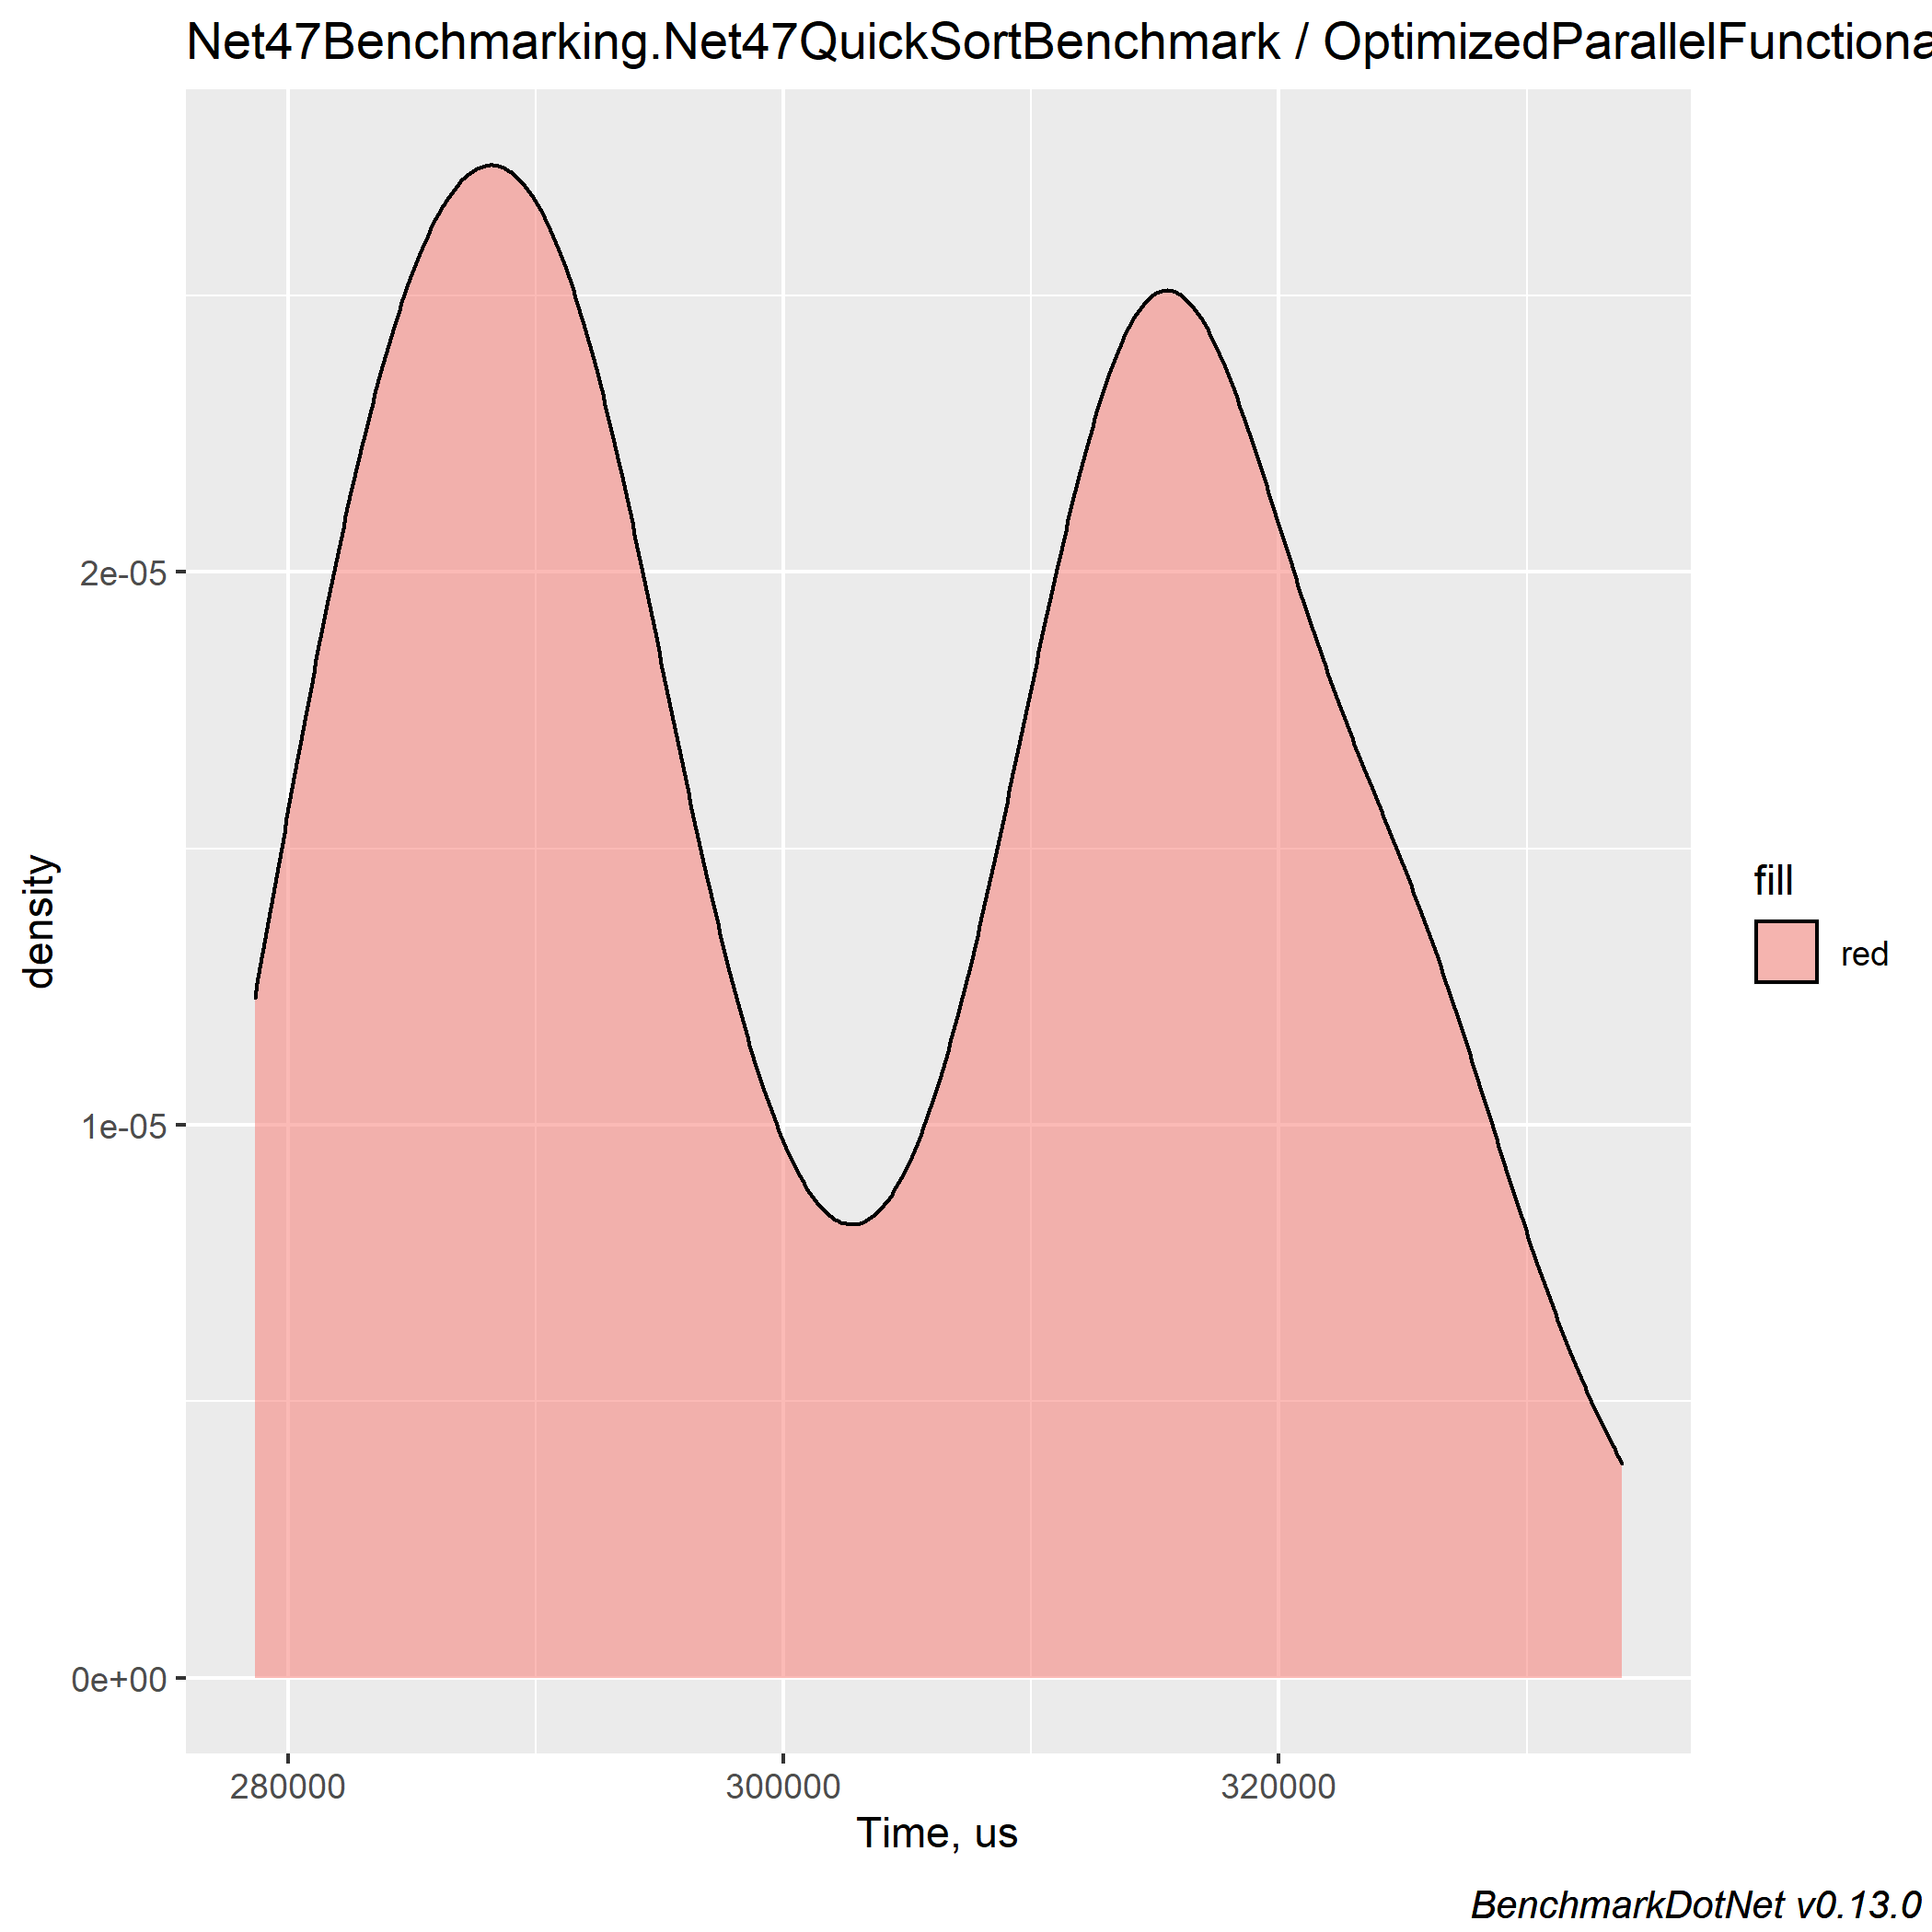 Net47Benchmarking.Net47QuickSortBenchmark / OptimizedParallelFunctiona
density
2e-05
1e-05
0e+00
280000
300000
320000
Time, us
fill
red
BenchmarkDotNet v0.13.0